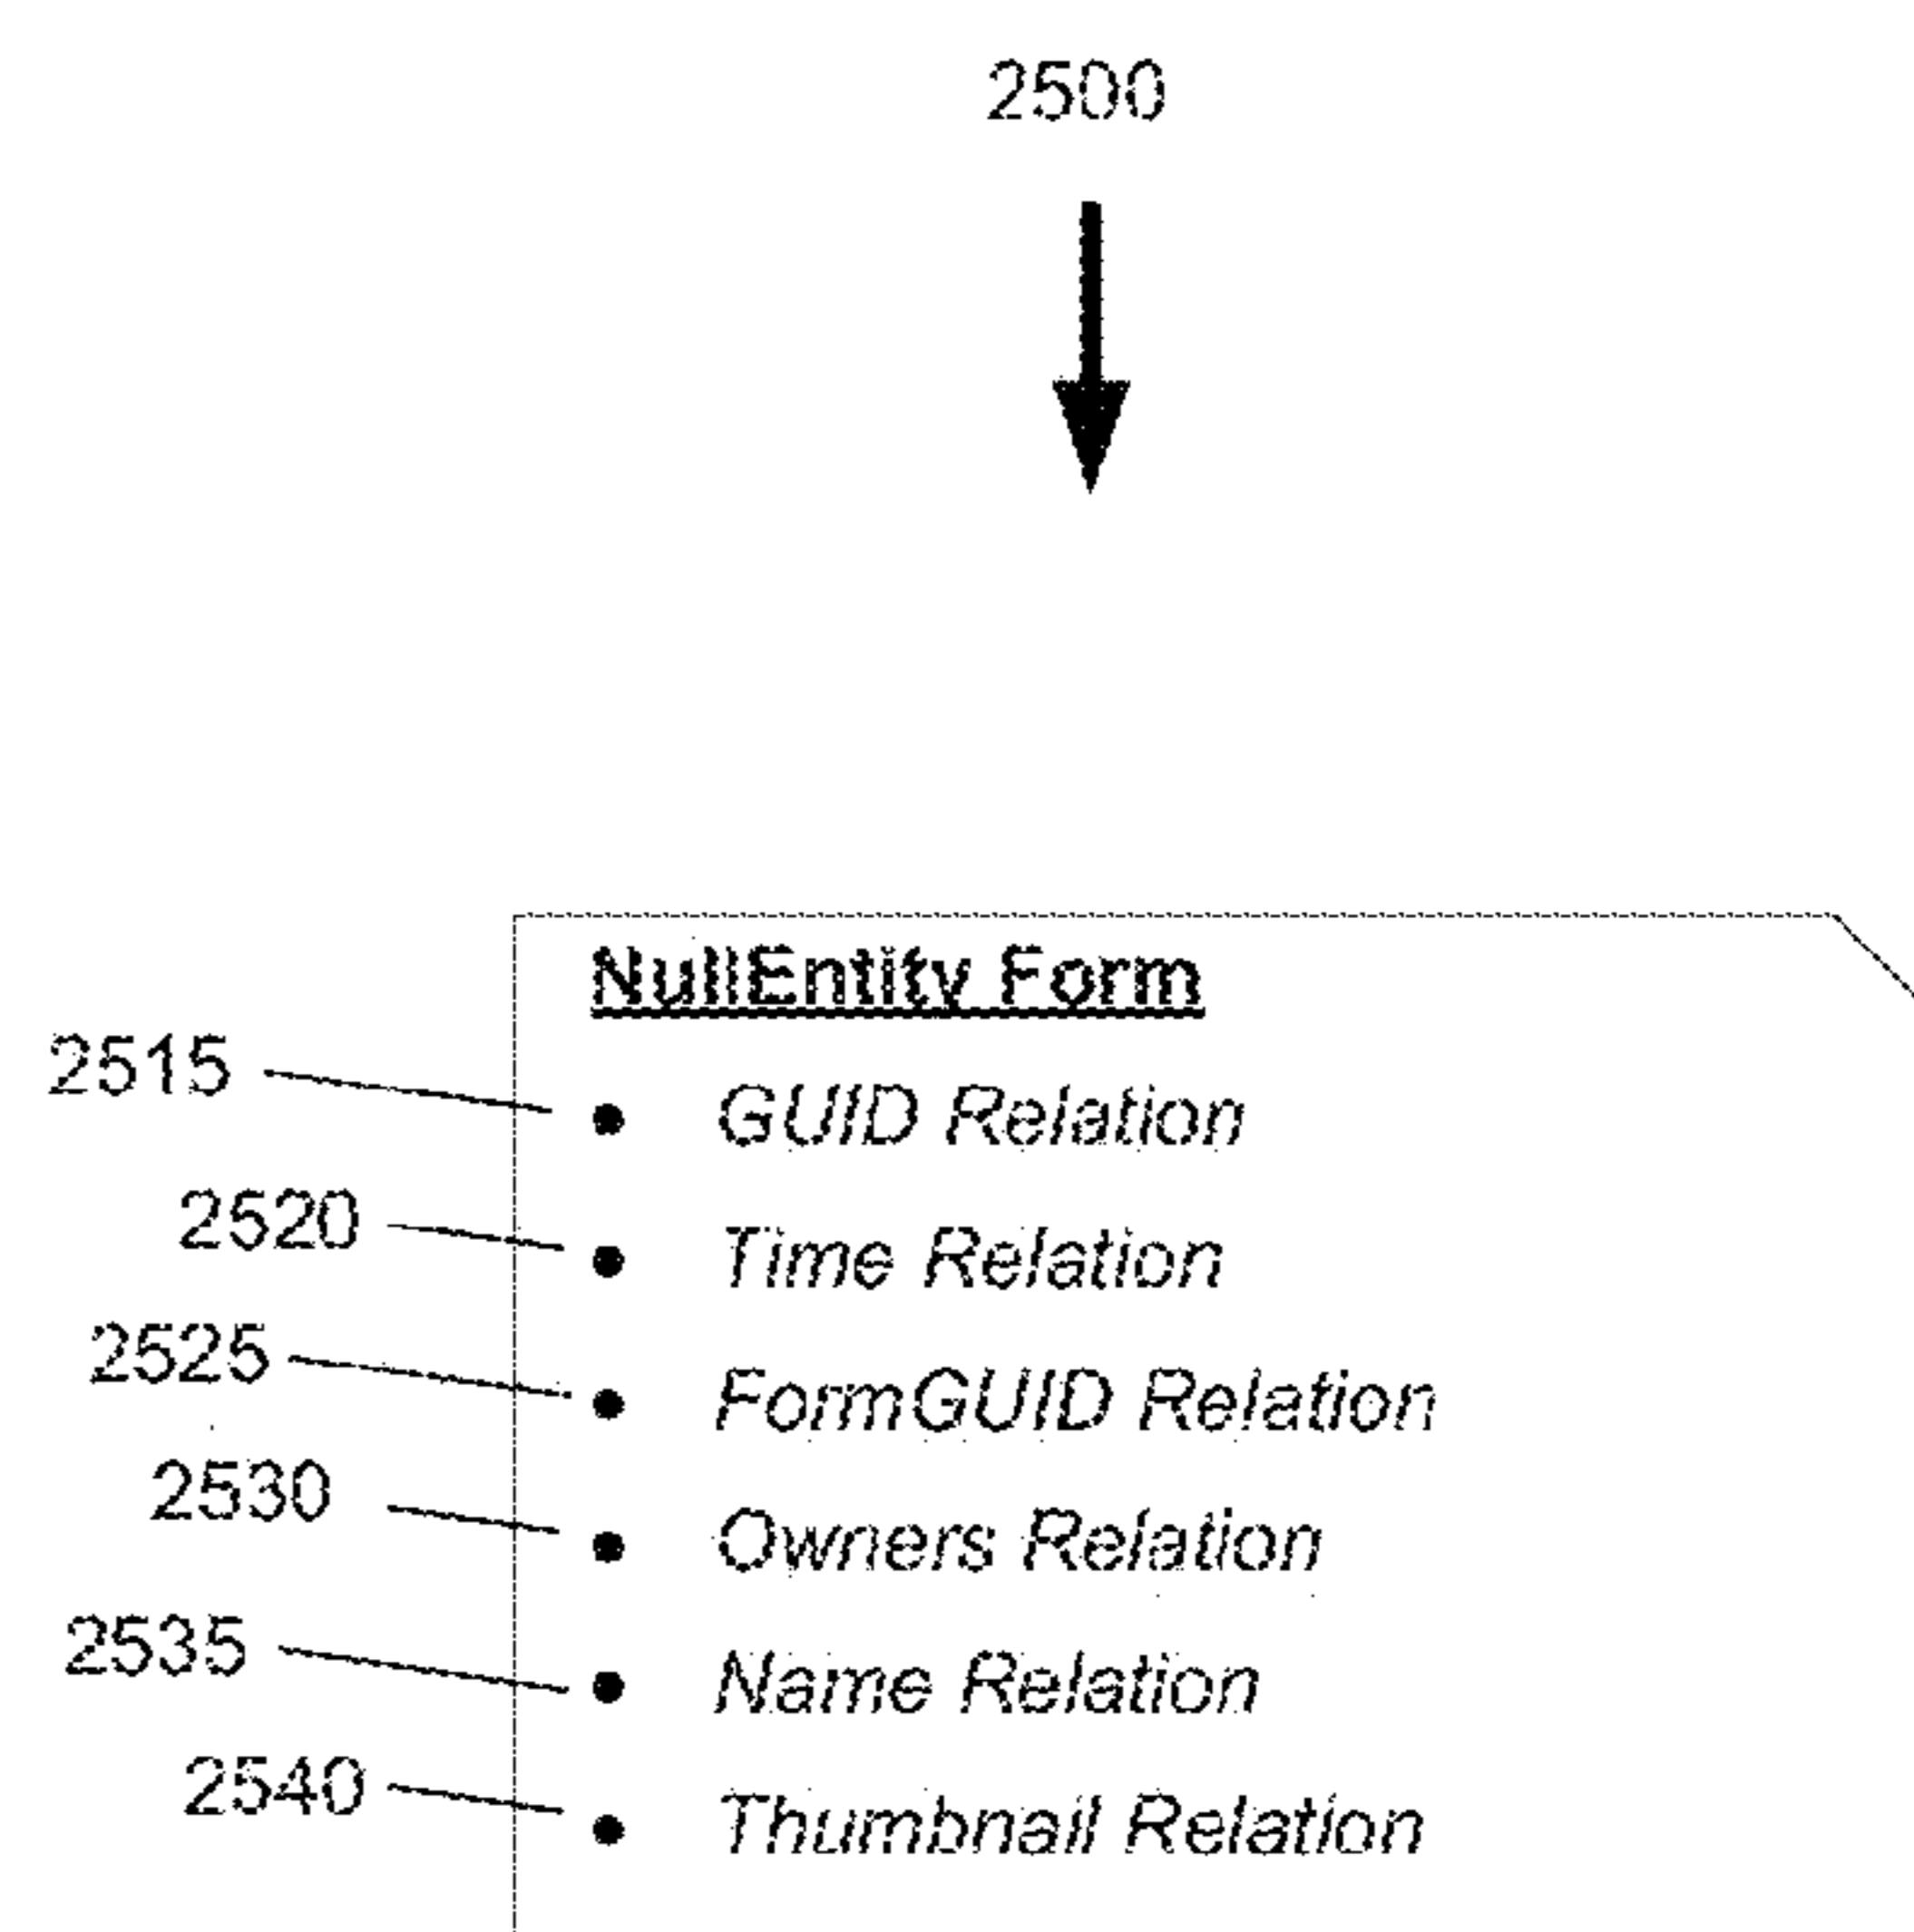 2500
NullEntity Form
2515 • GUID Relation
2520 • Time Relation
2525 • FormGUID Relation
2530 • Owners Relation
2535 • Name Relation
2540 • Thumbnail Relation